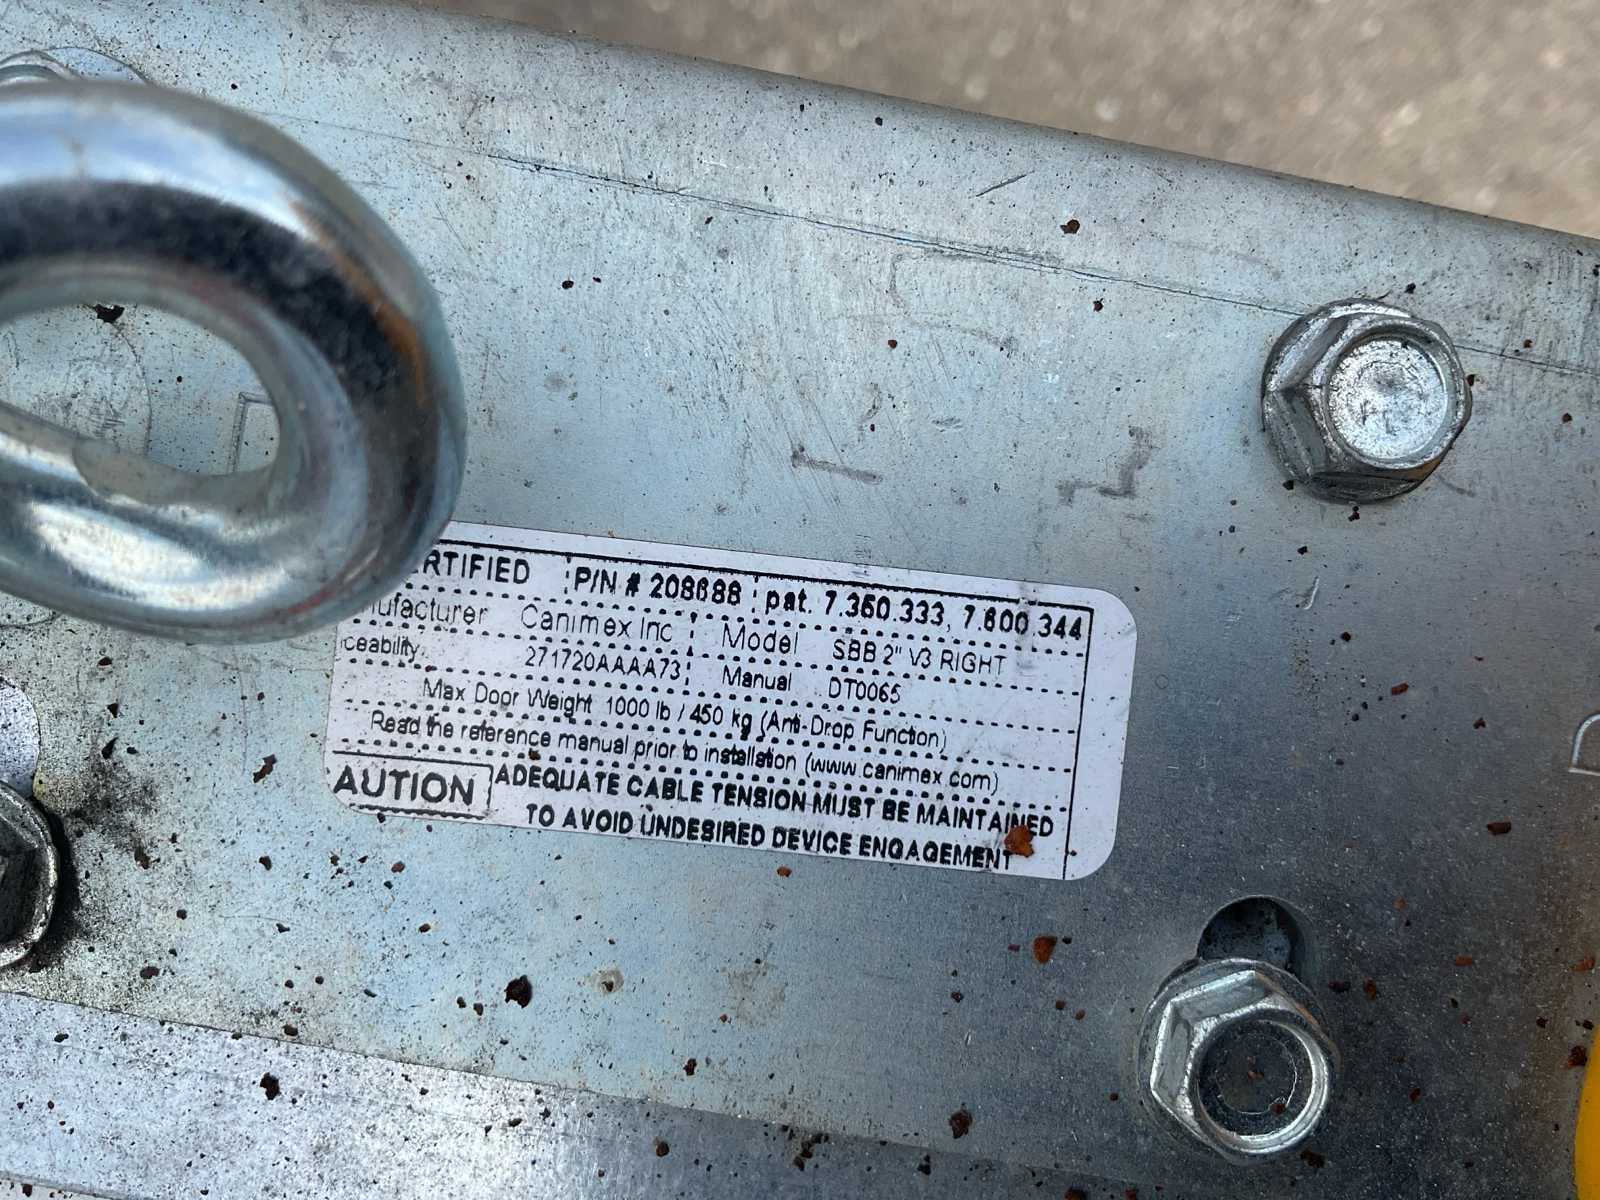 ERTIFIED P/N # 208688 pat. 7.350.333, 7.600.344
nufacturer Canimex Inc Model SBB 2" V3 RIGHT
ceability 271720AAAA73 Manual DT0065
Max Door Weight 1000 lb / 450 kg (Anti-Drop Function)
Read the reference manual prior to installation (www.canimex.com)
AUTION ADEQUATE CABLE TENSION MUST BE MAINTAINED
TO AVOID UNDESIRED DEVICE ENGAGEMENT